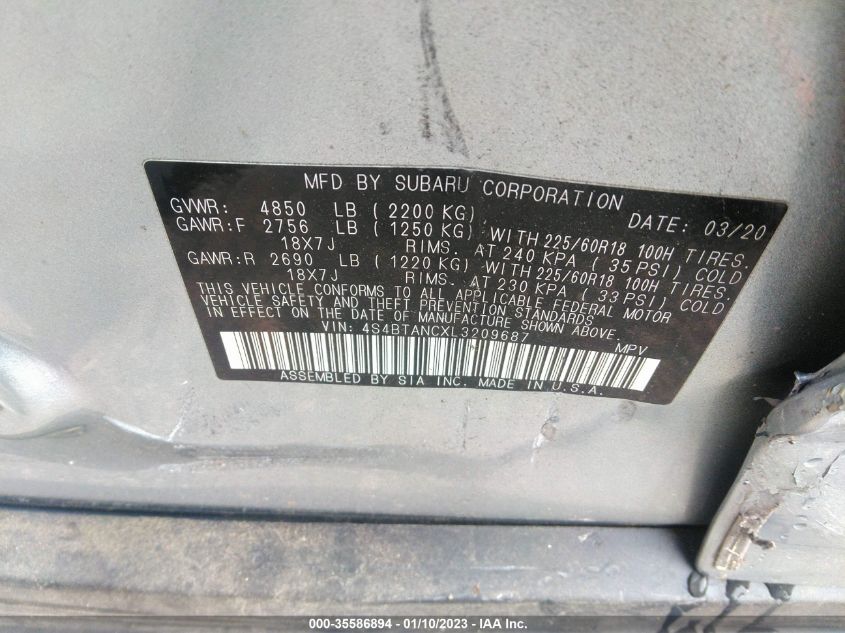 MFD BY SUBARU CORPORATION
GVWR: 4850 LB (2200 KG) DATE: 03/20
GAWR:F 2756 LB (1250 KG) WITH 225/60R18 100H TIRES.
18X7J RIMS. AT 240 KPA (35 PSI) COLD
GAWR:R 2690 LB (1220 KG) WITH 225/60R18 100H TIRES.
18X7J RIMS. AT 230 KPA (33 PSI) COLD
THIS VEHICLE CONFORMS TO ALL APPLICABLE FEDERAL MOTOR
VEHICLE SAFETY AND THEFT PREVENTION STANDARDS
IN EFFECT ON THE DATE OF MANUFACTURE SHOWN ABOVE.
VIN: 4S4BTANCXL3209687 MPV
ASSEMBLED BY SIA INC. MADE IN U.S.A.
000-35586894 - 01/10/2023 - IAA Inc.